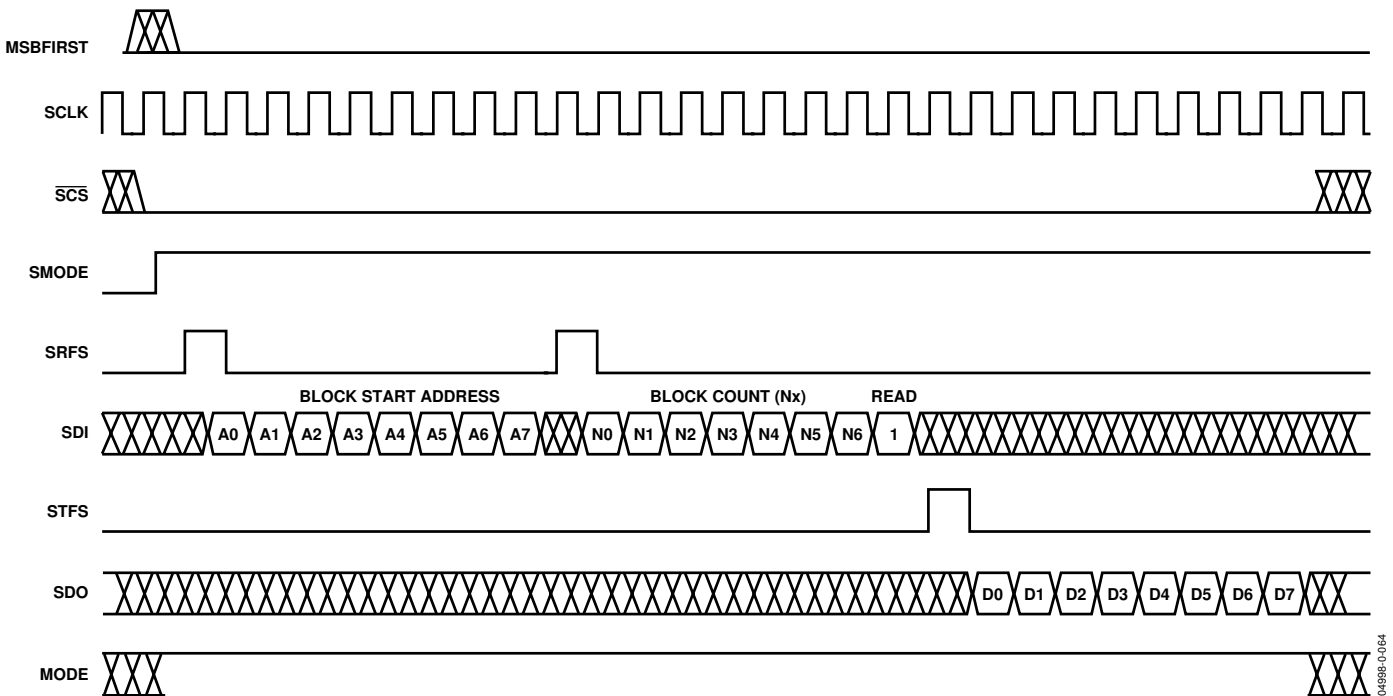 MSBFIRST
SCLK
SCS
SMODE
SRFS
BLOCK START ADDRESS BLOCK COUNT (Nx) READ
SDI A0 A1 A2 A3 A4 A5 A6 A7 N0 N1 N2 N3 N4 N5 N6 1
STFS
SDO D0 D1 D2 D3 D4 D5 D6 D7
MODE
04998-0-064